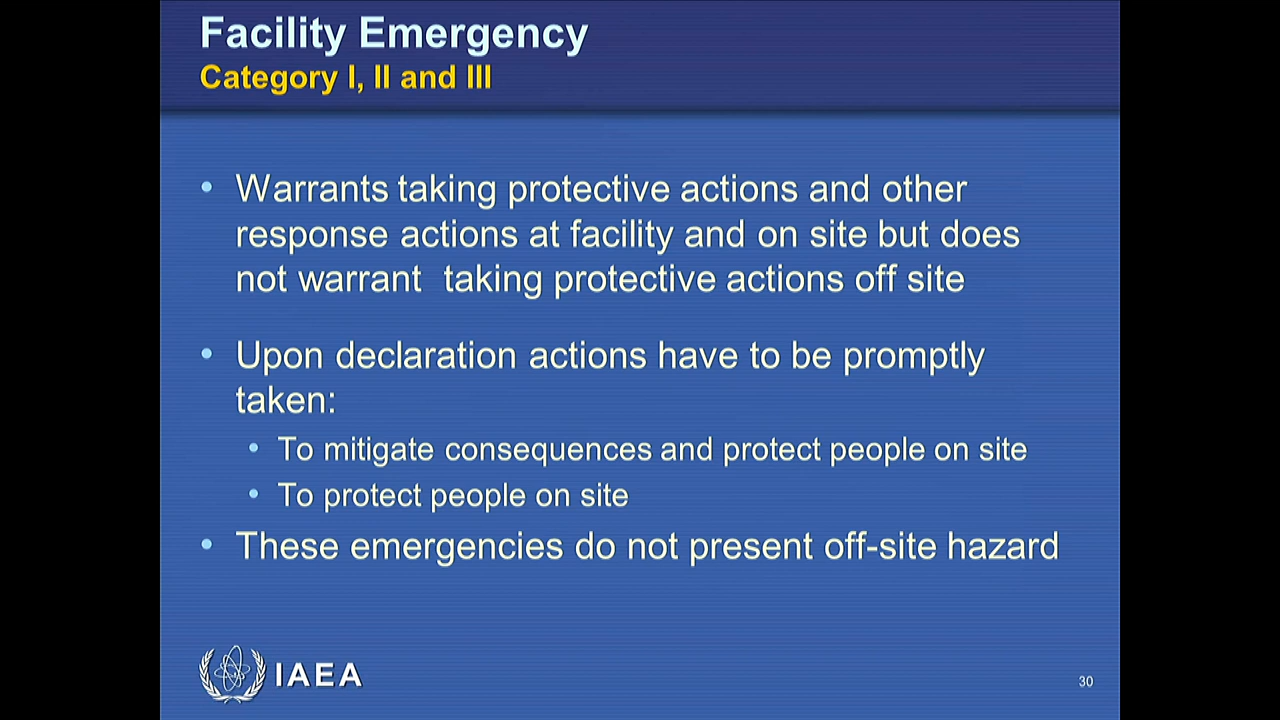 Facility Emergency
Category I, II and III
• Warrants taking protective actions and other
response actions at facility and on site but does
not warrant  taking protective actions off site
• Upon declaration actions have to be promptly
taken:
• To mitigate consequences and protect people on site
• To protect people on site
• These emergencies do not present off-site hazard
IAEA
30